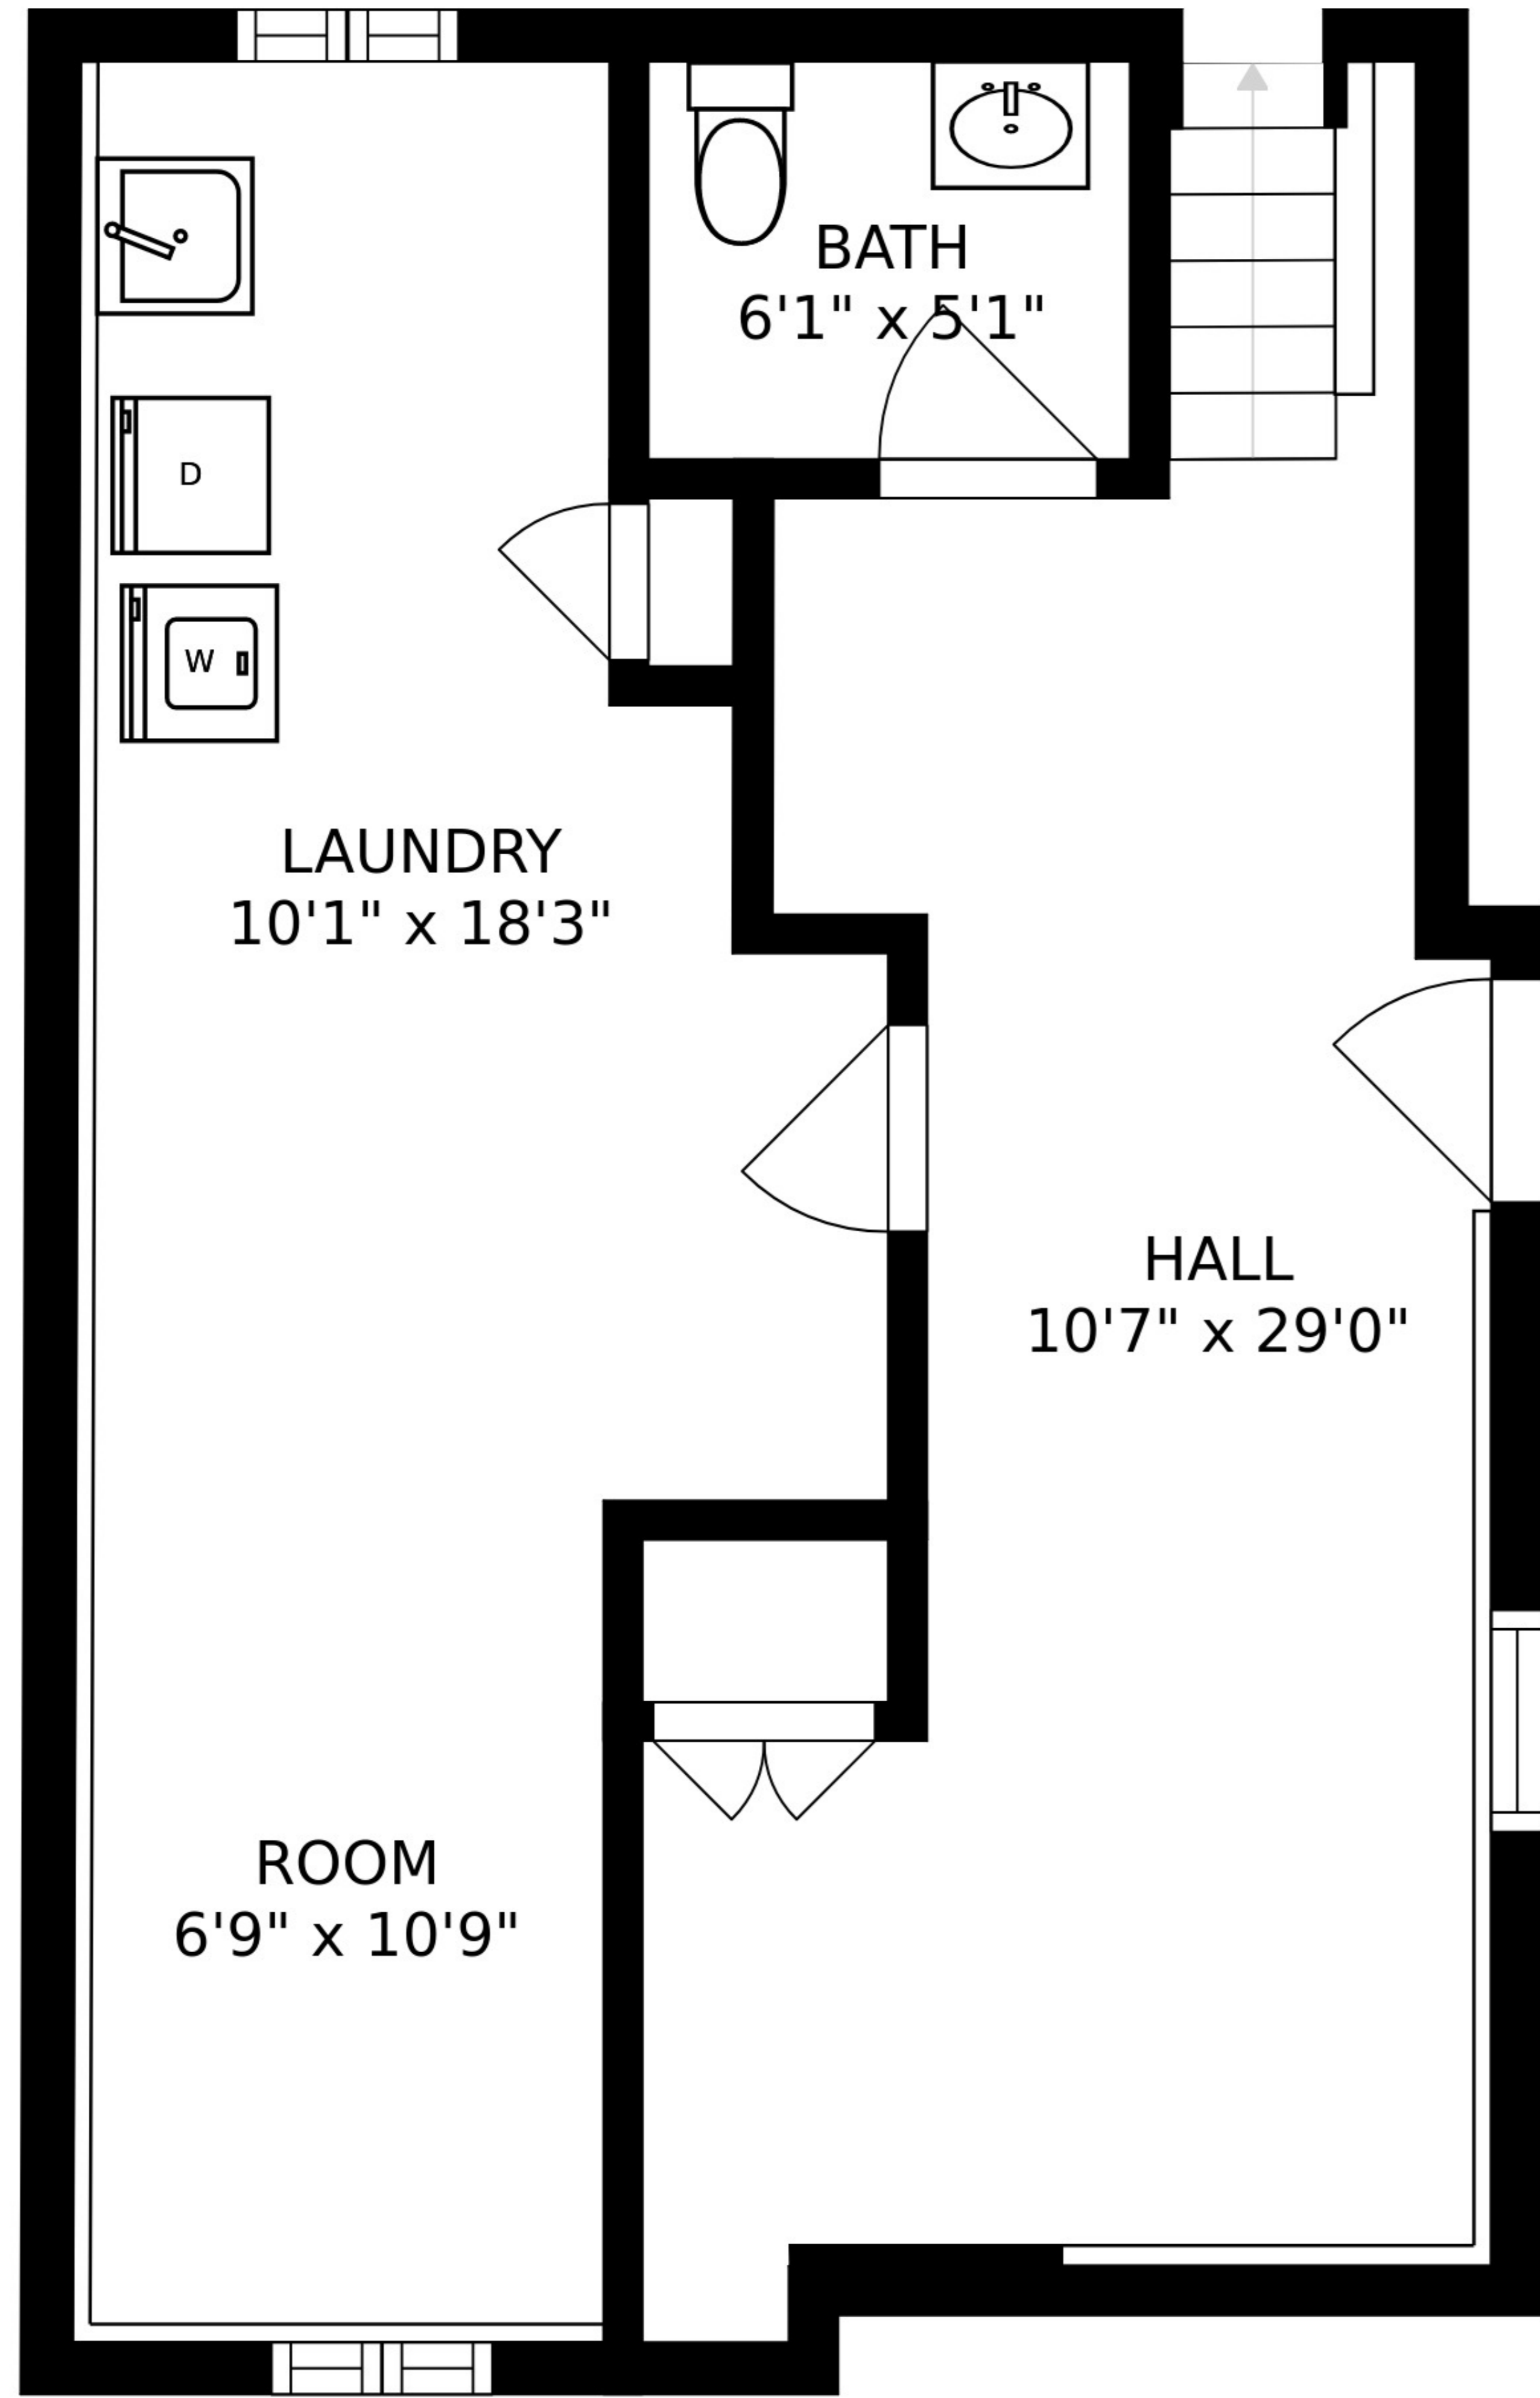 BATH
6'1" x 5'1"
D
W
LAUNDRY
10'1" x 18'3"
HALL
10'7" x 29'0"
ROOM
6'9" x 10'9"